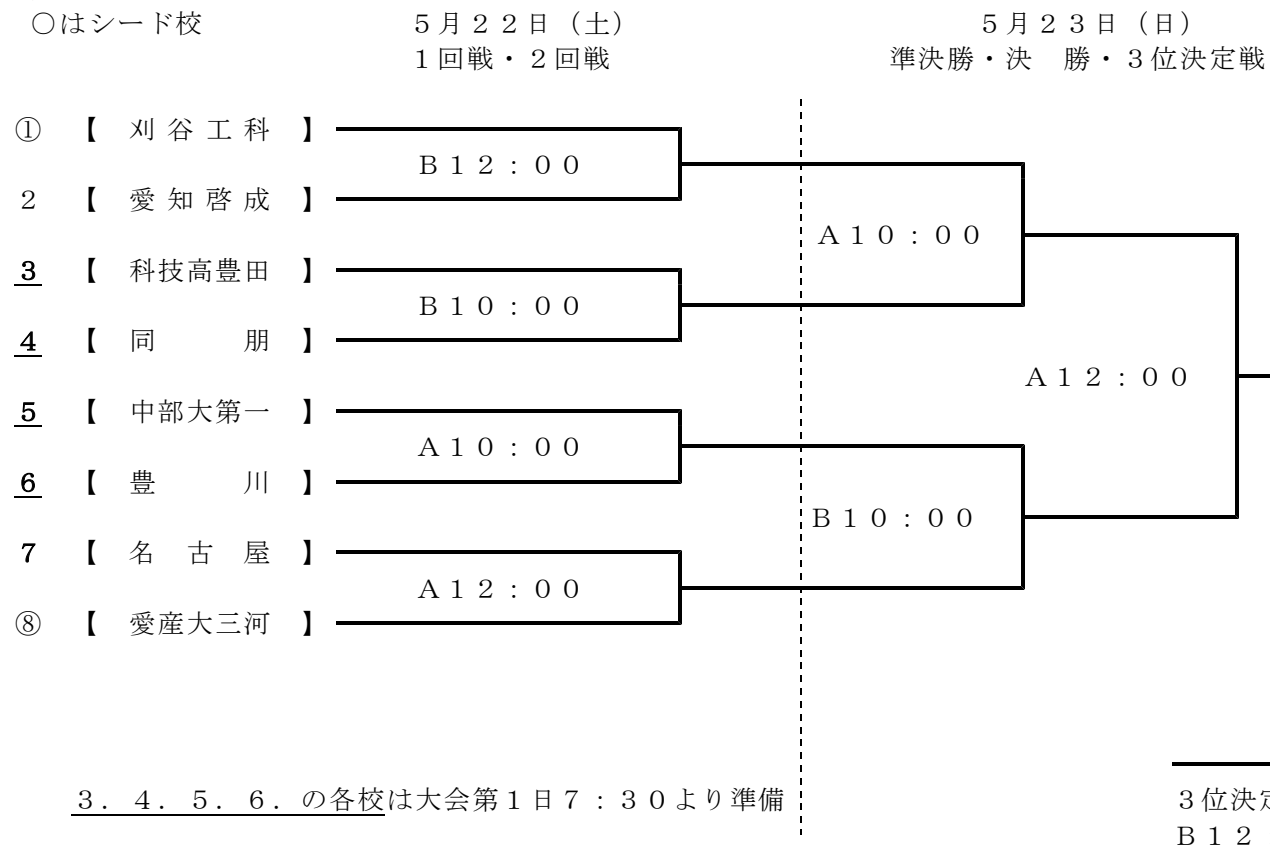 ○はシード校
5月22日（土）
1回戦・2回戦
5月23日（日）
準決勝・決　勝・3位決定戦
①　【　刈 谷 工 科　】
B12：00
2　【　愛 知 啓 成　】
A10：00
3　【　科技高豊田　】
B10：00
4　【　同　　　朋　】
A12：00
5　【　中部大第一　】
A10：00
6　【　豊　　　川　】
B10：00
7　【　名　古　屋　】
A12：00
⑧　【　愛産大三河　】
3．4．5．6．の各校は大会第1日7：30より準備
3位決定
B12